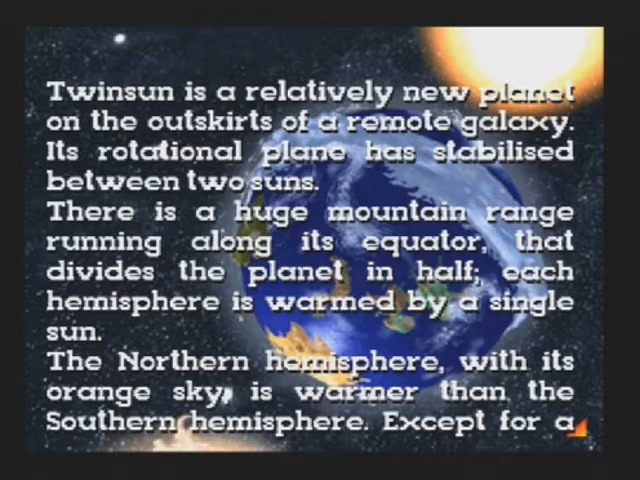 Twinsun is a relatively new planet
on the outskirts of a remote galaxy.
Its rotational plane has stabilised
between two suns.
There is a huge mountain range
running along its equator, that
divides the planet in half; each
hemisphere is warmed by a single
sun.
The Northern hemisphere, with its
orange sky, is warmer than the
Southern hemisphere. Except for a